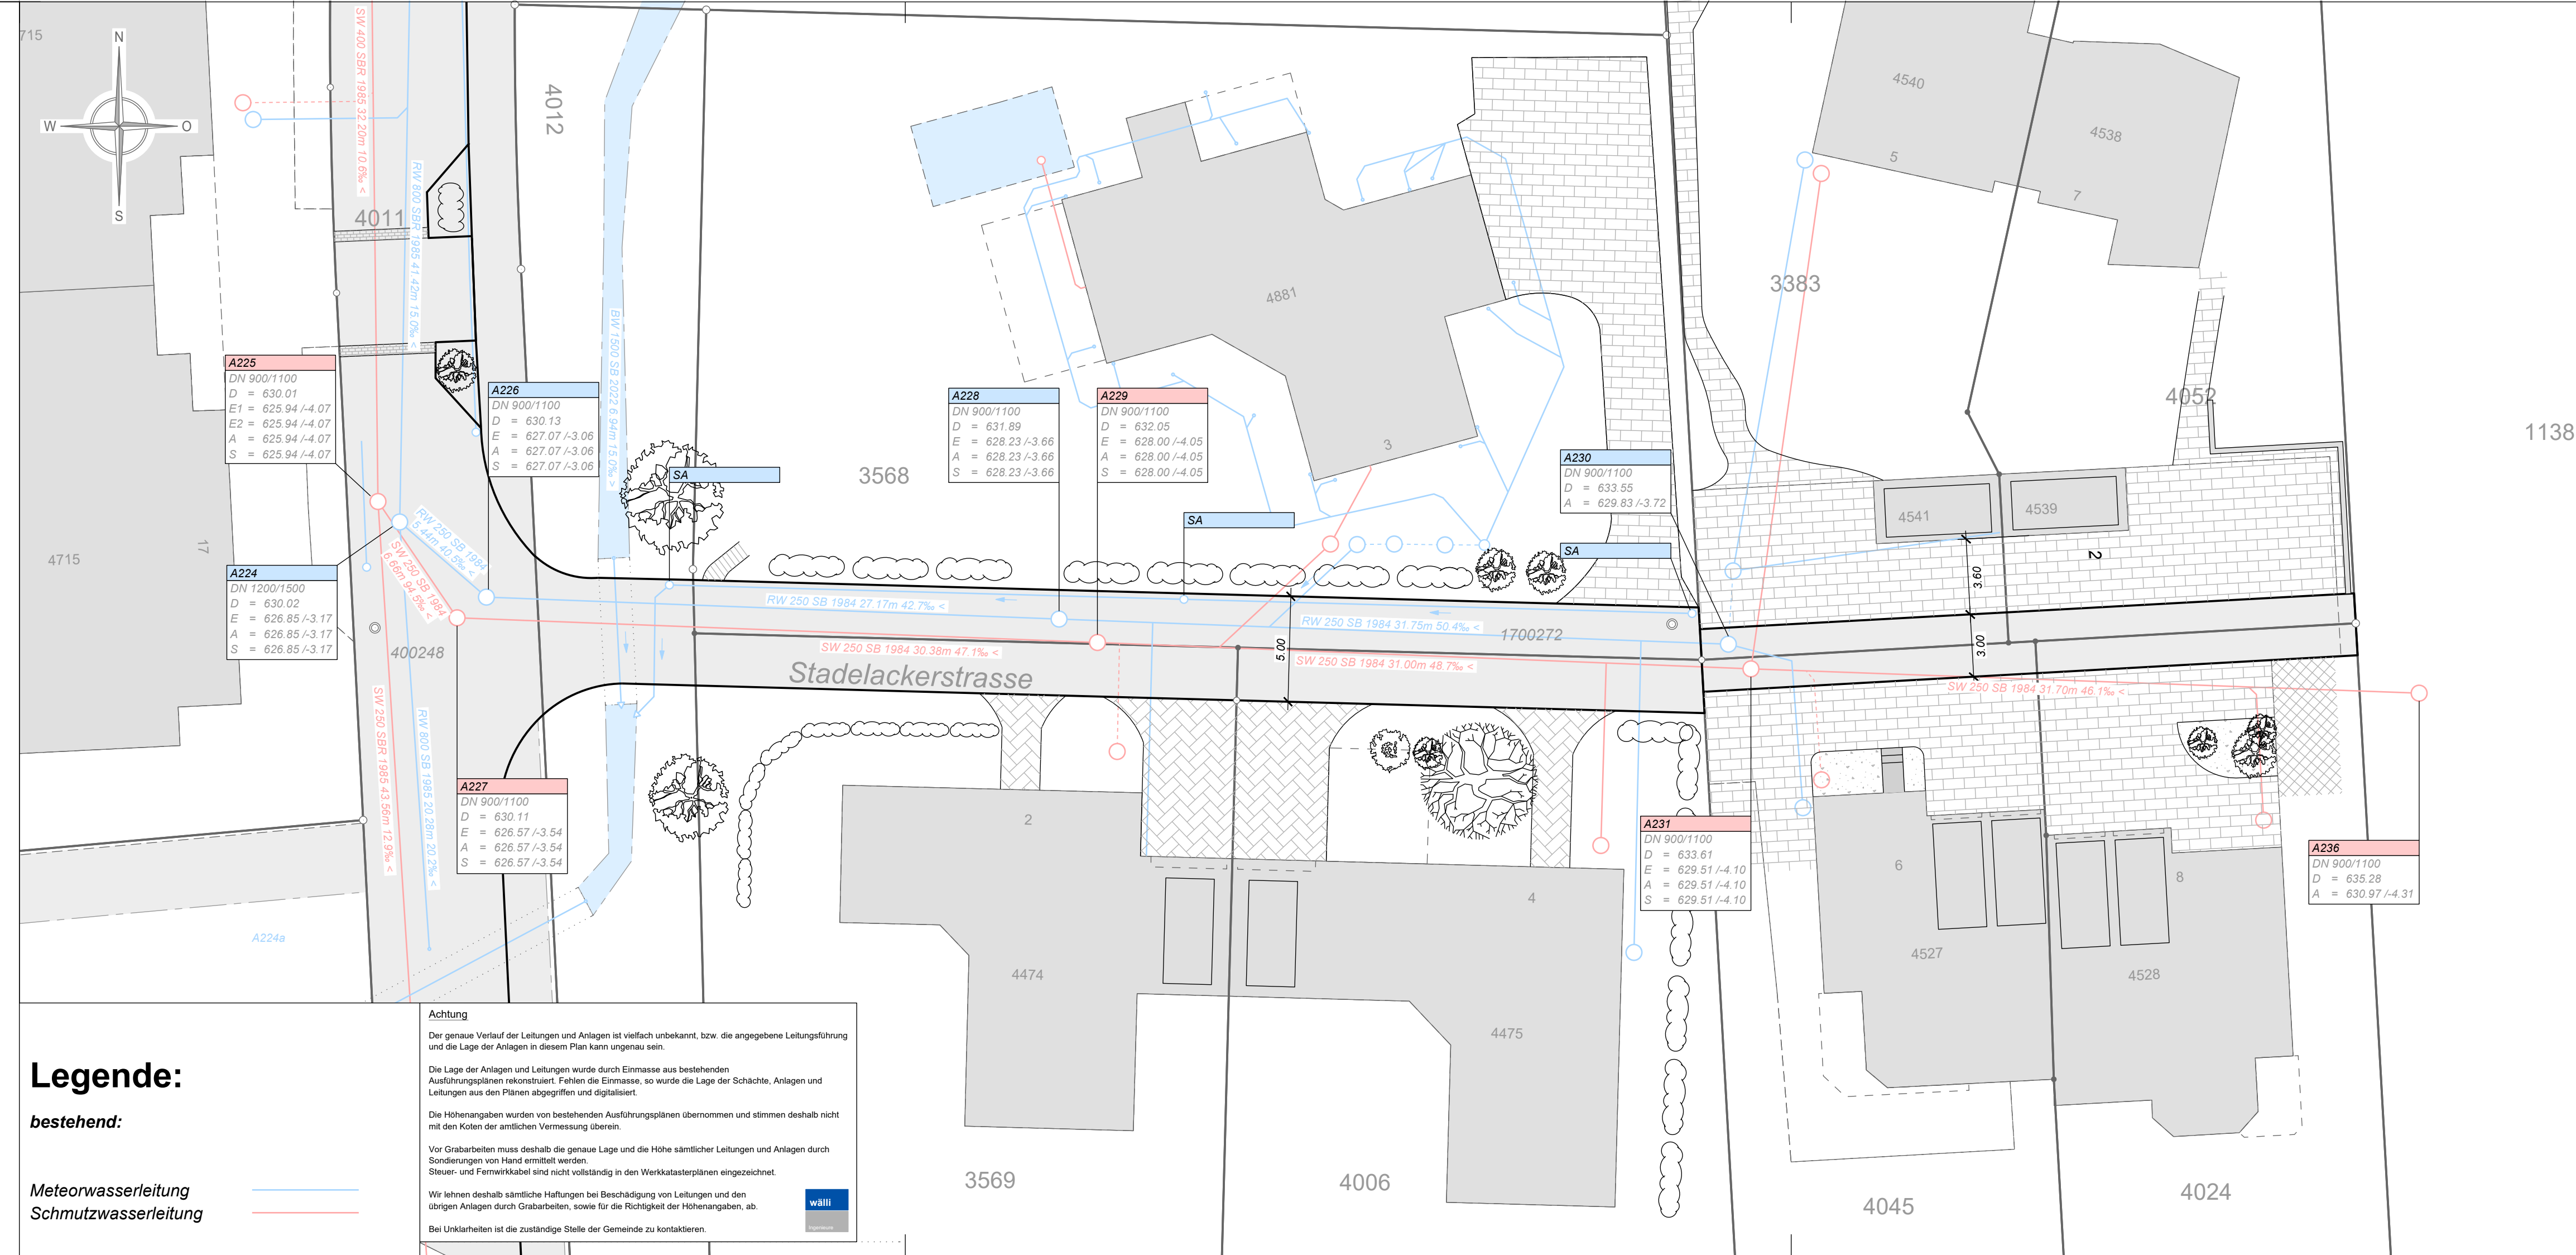 715
N
W
O
S
SW 400 SBR 1985 32.20m 10.6‰ <
RW 800 SBR 1985 41.42m 15.0‰ <
4012
4011
4540
4538
5
7
3383
4881
BW 1500 SB 2022 6.94m 15.0‰ >
4052
1138
A225
DN 900/1100
D = 630.01
E1 = 625.94 /-4.07
E2 = 625.94 /-4.07
A = 625.94 /-4.07
S = 625.94 /-4.07
A226
DN 900/1100
D = 630.13
E = 627.07 /-3.06
A = 627.07 /-3.06
S = 627.07 /-3.06
A228
DN 900/1100
D = 631.89
E = 628.23 /-3.66
A = 628.23 /-3.66
S = 628.23 /-3.66
A229
DN 900/1100
D = 632.05
E = 628.00 /-4.05
A = 628.00 /-4.05
S = 628.00 /-4.05
3
A230
DN 900/1100
D = 633.55
A = 629.83 /-3.72
SA
3568
SA
SA
4541
4539
2
3.60
4715
17
RW 250 SB 1984
5.44m 40.5‰ <
SW 250 SB 1984
6.66m 94.5‰ <
A224
DN 1200/1500
D = 630.02
E = 626.85 /-3.17
A = 626.85 /-3.17
S = 626.85 /-3.17
400248
RW 250 SB 1984 27.17m 42.7‰ <
RW 250 SB 1984 31.75m 50.4‰ <
1700272
5.00
3.00
SW 250 SB 1984 30.38m 47.1‰ <
SW 250 SB 1984 31.00m 48.7‰ <
Stadelackerstrasse
SW 250 SB 1984 31.70m 46.1‰ <
SW 250 SBR 1985 43.56m 12.9‰ <
RW 800 SB 1985 20.28m 20.2‰ <
A227
DN 900/1100
D = 630.11
E = 626.57 /-3.54
A = 626.57 /-3.54
S = 626.57 /-3.54
2
4
A231
DN 900/1100
D = 633.61
E = 629.51 /-4.10
A = 629.51 /-4.10
S = 629.51 /-4.10
6
8
A236
DN 900/1100
D = 635.28
A = 630.97 /-4.31
A224a
4474
4475
4527
4528
3569
4006
4045
4024
Legende:
bestehend:
Meteorwasserleitung
Schmutzwasserleitung
Achtung
Der genaue Verlauf der Leitungen und Anlagen ist vielfach unbekannt, bzw. die angegebene Leitungsführung
und die Lage der Anlagen in diesem Plan kann ungenau sein.
Die Lage der Anlagen und Leitungen wurde durch Einmasse aus bestehenden
Ausführungsplänen rekonstruiert. Fehlen die Einmasse, so wurde die Lage der Schächte, Anlagen und
Leitungen aus den Plänen abgegriffen und digitalisiert.
Die Höhenangaben wurden von bestehenden Ausführungsplänen übernommen und stimmen deshalb nicht
mit den Koten der amtlichen Vermessung überein.
Vor Grabarbeiten muss deshalb die genaue Lage und die Höhe sämtlicher Leitungen und Anlagen durch
Sondierungen von Hand ermittelt werden.
Steuer- und Fernwirkkabel sind nicht vollständig in den Werkkatasterplänen eingezeichnet.
Wir lehnen deshalb sämtliche Haftungen bei Beschädigung von Leitungen und den
übrigen Anlagen durch Grabarbeiten, sowie für die Richtigkeit der Höhenangaben, ab.
Bei Unklarheiten ist die zuständige Stelle der Gemeinde zu kontaktieren.
wälli
Ingenieure